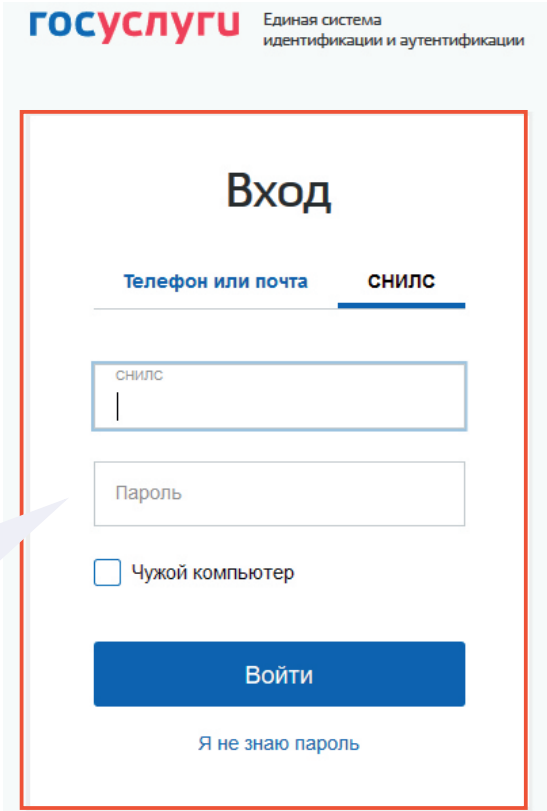 госуслуги
Единая система
идентификации и аутентификации
Вход
Телефон или почта СНИЛС
СНИЛС
Пароль
Чужой компьютер
Войти
Я не знаю пароль